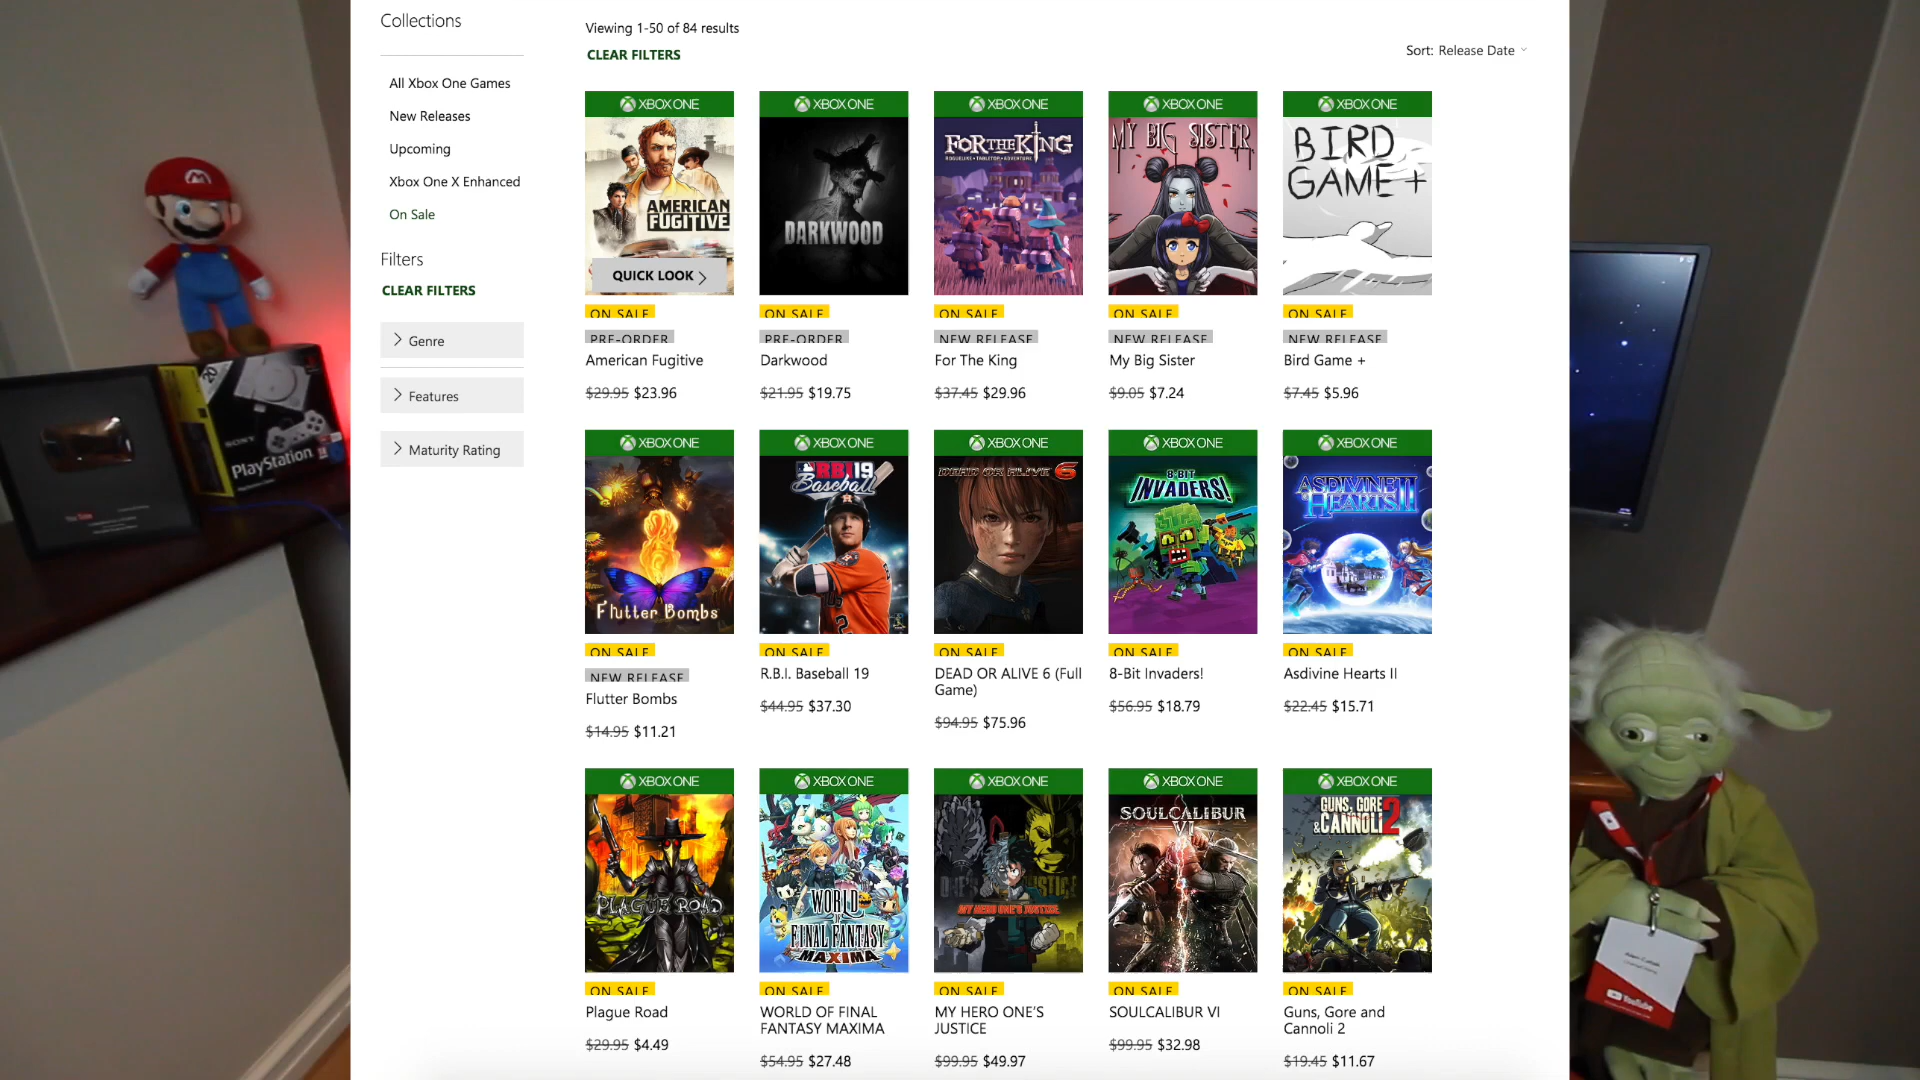 Collections
All Xbox One Games
New Releases
Upcoming
Xbox One X Enhanced
On Sale
Filters
CLEAR FILTERS
Genre
Features
Maturity Rating
Viewing 1-50 of 84 results
CLEAR FILTERS
Sort: Release Date
XBOX ONE
XBOX ONE
XBOX ONE
XBOX ONE
XBOX ONE
AMERICAN
FUGITIVE
QUICK LOOK
DARKWOOD
FOR THE KING
ROGUELIKE • TABLETOP • ADVENTURE
MY BIG SISTER
BIRD
GAME +
ON SALE
ON SALE
ON SALE
ON SALE
ON SALE
PRE-ORDER
PRE-ORDER
NEW RELEASE
NEW RELEASE
NEW RELEASE
American Fugitive
Darkwood
For The King
My Big Sister
Bird Game +
$29.95 $23.96
$21.95 $19.75
$37.45 $29.96
$9.05 $7.24
$7.45 $5.96
XBOX ONE
XBOX ONE
XBOX ONE
XBOX ONE
XBOX ONE
Flutter Bombs
RBI 19
Baseball
DEAD OR ALIVE 6
8-BIT
INVADERS!
ASDIVINE
HEARTS II
ON SALE
ON SALE
ON SALE
ON SALE
ON SALE
NEW RELEASE
Flutter Bombs
$14.95 $11.21
R.B.I. Baseball 19
$44.95 $37.30
DEAD OR ALIVE 6 (Full
Game)
$94.95 $75.96
8-Bit Invaders!
$56.95 $18.79
Asdivine Hearts II
$22.45 $15.71
XBOX ONE
XBOX ONE
XBOX ONE
XBOX ONE
XBOX ONE
PLAGUE ROAD
WORLD
OF
FINAL FANTASY
MAXIMA
MY HERO ONE'S JUSTICE
SOULCALIBUR
VI
GUNS, GORE
& CANNOLI 2
ON SALE
ON SALE
ON SALE
ON SALE
ON SALE
Plague Road
$29.95 $4.49
WORLD OF FINAL
FANTASY MAXIMA
$54.95 $27.48
MY HERO ONE'S
JUSTICE
$99.95 $49.97
SOULCALIBUR VI
$99.95 $32.98
Guns, Gore and
Cannoli 2
$19.45 $11.67
SONY
PlayStation
YouTube
YouTube